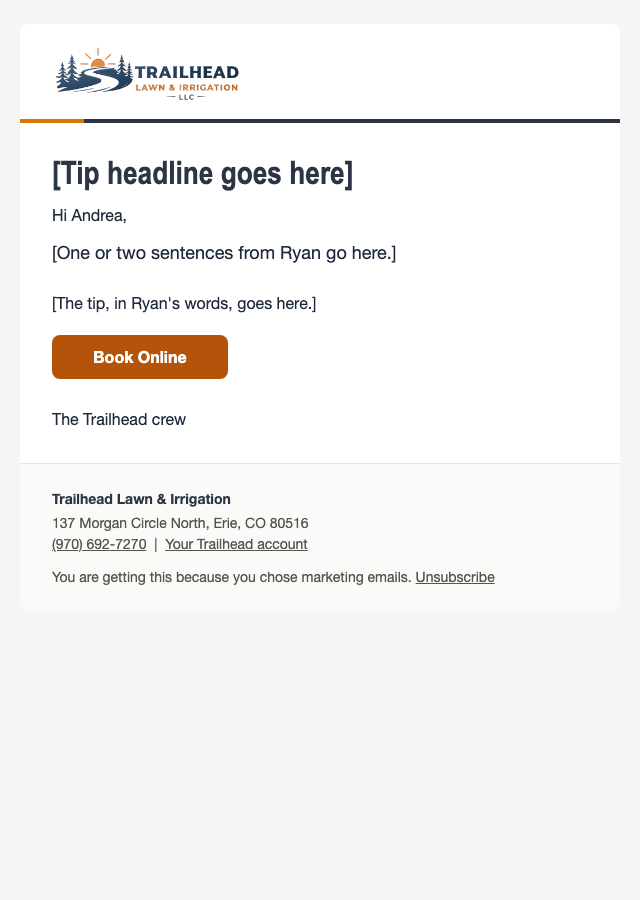 TRAILHEAD
LAWN & IRRIGATION
LLC
[Tip headline goes here]
Hi Andrea,
[One or two sentences from Ryan go here.]
[The tip, in Ryan's words, goes here.]
Book Online
The Trailhead crew
Trailhead Lawn & Irrigation
137 Morgan Circle North, Erie, CO 80516
(970) 692-7270 | Your Trailhead account
You are getting this because you chose marketing emails. Unsubscribe